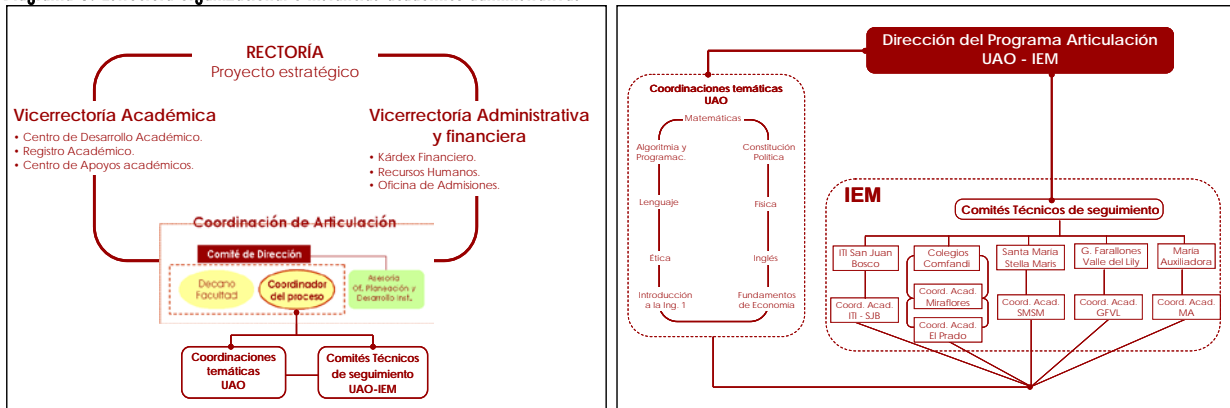 RECTORÍA
Proyecto estratégico
Vicerrectoría Académica
• Centro de Desarrollo Académico.
• Registro Académico.
• Centro de Apoyos académicos.
Vicerrectoría Administrativa
y financiera
• Kárdex Financiero.
• Recursos Humanos.
• Oficina de Admisiones.
Coordinación de Articulación
Comité de Dirección
Decano
Facultad
Coordinador
del proceso
Asesoría
Of. Planeación y
Desarrollo Inst.
Coordinaciones
temáticas
UAO
Comités Técnicos
de seguimiento
UAO-IEM
Dirección del Programa Articulación
UAO - IEM
Coordinaciones temáticas
UAO
Matemáticas
Algoritmia y
Programac.
Constitución
Política
Lenguaje
Física
Ética
Inglés
Introducción
a la Ing. 1
Fundamentos
de Economía
IEM
Comités Técnicos de seguimiento
ITI San Juan
Bosco
Colegios
Comfandi
Santa María
Stella Maris
G. Farallones
Valle del Lily
María
Auxiliadora
Coord. Acad.
ITI - SJB
Coord. Acad.
Miraflores
Coord. Acad.
El Prado
Coord. Acad.
SMSM
Coord. Acad.
GFVL
Coord. Acad.
MA